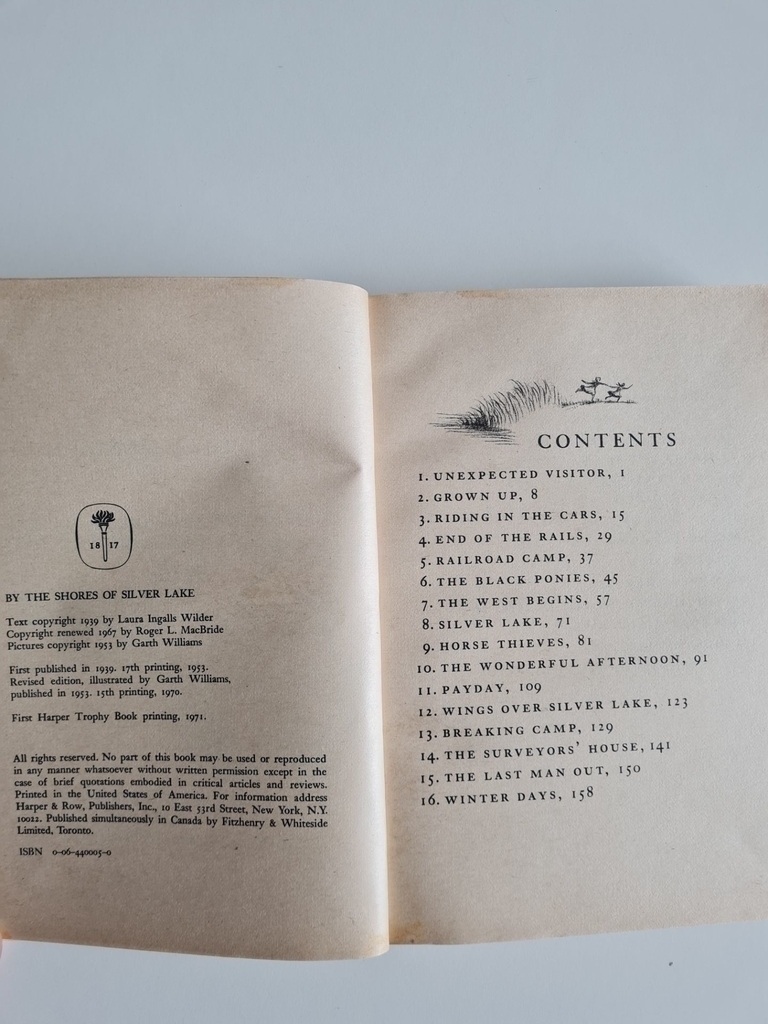 18 17
BY THE SHORES OF SILVER LAKE
Text copyright 1939 by Laura Ingalls Wilder
Copyright renewed 1967 by Roger L. MacBride
Pictures copyright 1953 by Garth Williams
First published in 1939. 17th printing, 1953.
Revised edition, illustrated by Garth Williams,
published in 1953. 15th printing, 1970.
First Harper Trophy Book printing, 1971.
All rights reserved. No part of this book may be used or reproduced
in any manner whatsoever without written permission except in the
case of brief quotations embodied in critical articles and reviews.
Printed in the United States of America. For information address
Harper & Row, Publishers, Inc., 10 East 53rd Street, New York, N.Y.
10022. Published simultaneously in Canada by Fitzhenry & Whiteside
Limited, Toronto.
ISBN 0-06-440005-0
CONTENTS
1. UNEXPECTED VISITOR, 1
2. GROWN UP, 8
3. RIDING IN THE CARS, 15
4. END OF THE RAILS, 29
5. RAILROAD CAMP, 37
6. THE BLACK PONIES, 45
7. THE WEST BEGINS, 57
8. SILVER LAKE, 71
9. HORSE THIEVES, 81
10. THE WONDERFUL AFTERNOON, 91
11. PAYDAY, 109
12. WINGS OVER SILVER LAKE, 123
13. BREAKING CAMP, 129
14. THE SURVEYORS' HOUSE, 141
15. THE LAST MAN OUT, 150
16. WINTER DAYS, 158